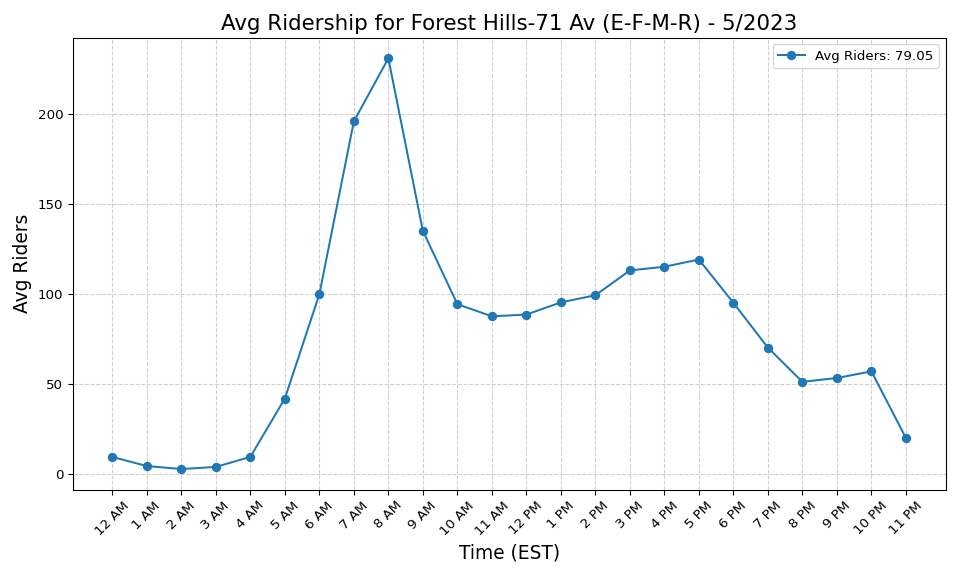 Avg Ridership for Forest Hills-71 Av (E-F-M-R) - 5/2023
Avg Riders: 79.05
Avg Riders
200
150
100
50
0
12 AM
1 AM
2 AM
3 AM
4 AM
5 AM
6 AM
7 AM
8 AM
9 AM
10 AM
11 AM
12 PM
1 PM
2 PM
3 PM
4 PM
5 PM
6 PM
7 PM
8 PM
9 PM
10 PM
11 PM
Time (EST)